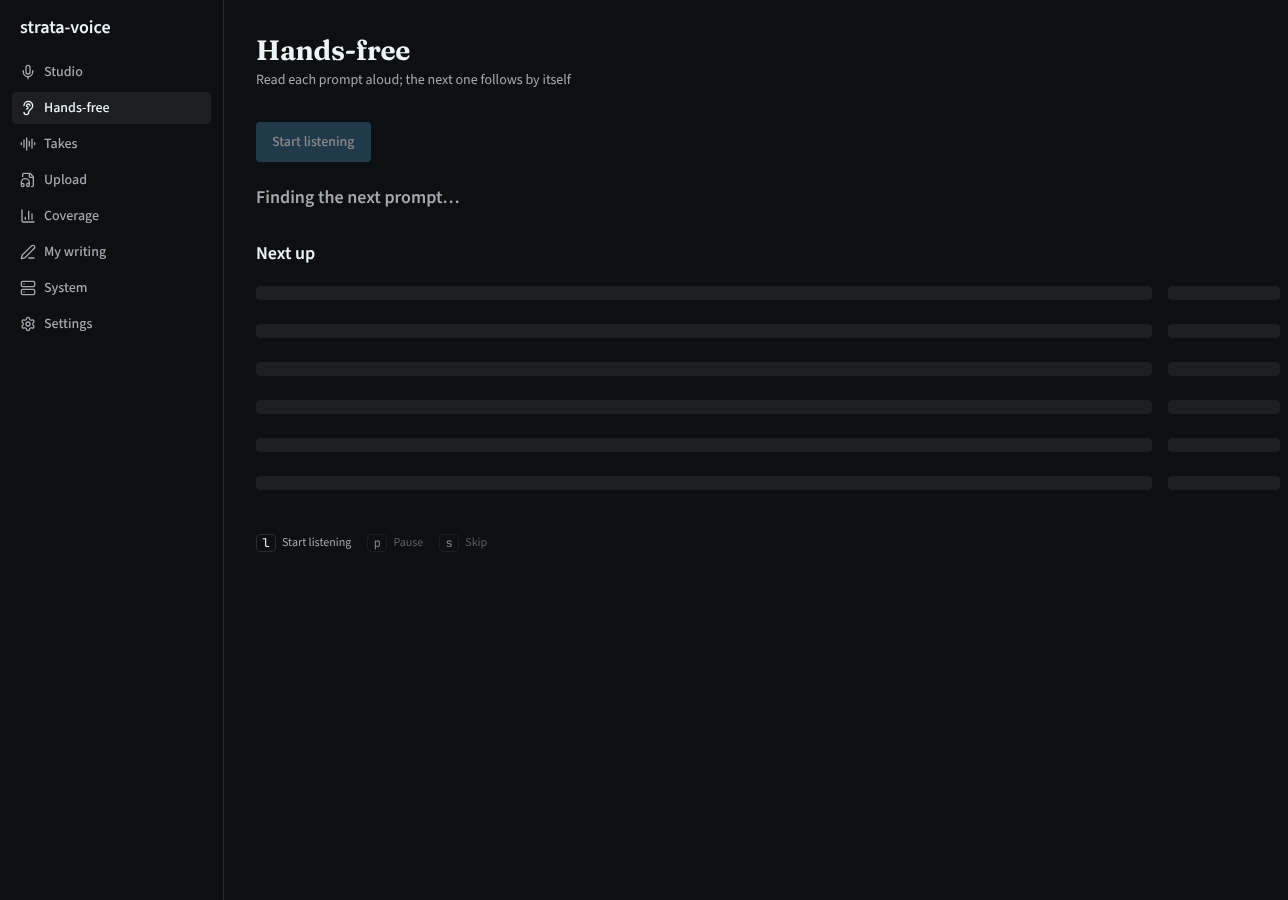 strata-voice
Studio
Hands-free
Takes
Upload
Coverage
My writing
System
Settings
Hands-free
Read each prompt aloud; the next one follows by itself
Start listening
Finding the next prompt…
Next up
l Start listening p Pause s Skip